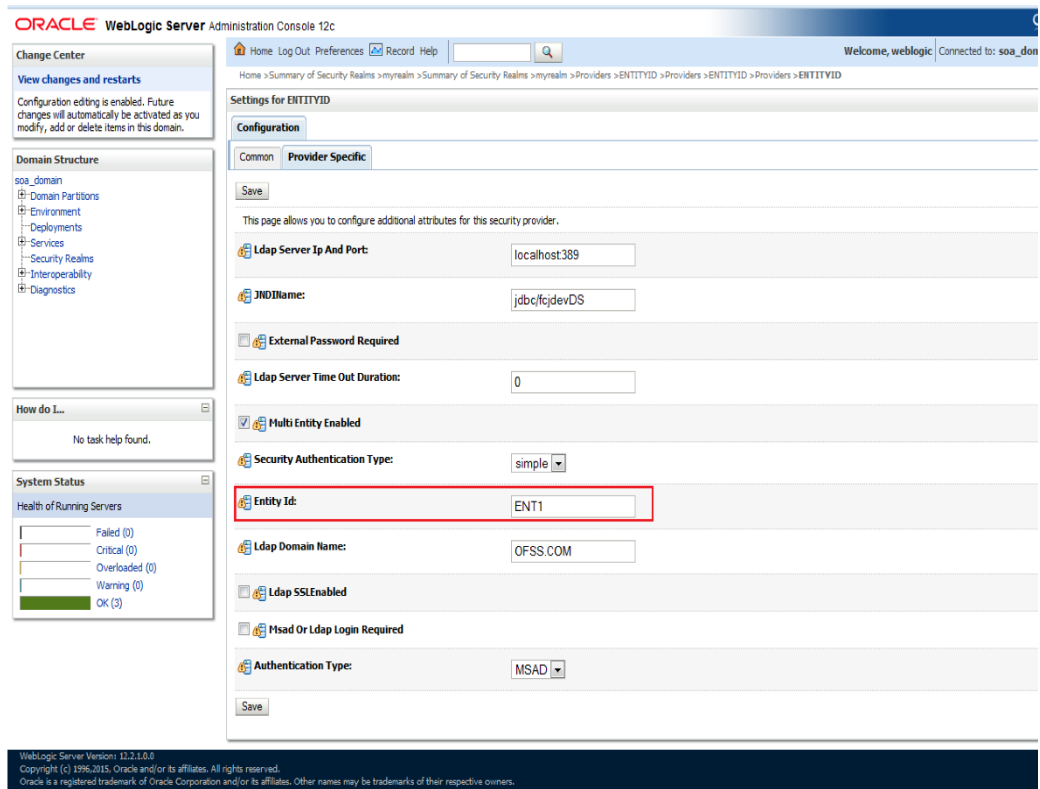 ORACLE WebLogic Server Administration Console 12c
Change Center
View changes and restarts
Configuration editing is enabled. Future
changes will automatically be activated as you
modify, add or delete items in this domain.
Domain Structure
soa_domain
Domain Partitions
Environment
Deployments
Services
Security Realms
Interoperability
Diagnostics
How do I...
No task help found.
System Status
Health of Running Servers
Failed (0)
Critical (0)
Overloaded (0)
Warning (0)
OK (3)
Home Log Out Preferences Record Help
Welcome, weblogic Connected to: soa_don
Home >Summary of Security Realms >myrealm >Summary of Security Realms >myrealm >Providers >ENTITYID >Providers >ENTITYID >Providers >ENTITYID
Settings for ENTITYID
Configuration
Common Provider Specific
Save
This page allows you to configure additional attributes for this security provider.
Ldap Server Ip And Port: localhost:389
JNDIName: jdbc/fcjdevDS
External Password Required
Ldap Server Time Out Duration: 0
Multi Entity Enabled
Security Authentication Type: simple
Entity Id: ENT1
Ldap Domain Name: OFSS.COM
Ldap SSLEnabled
Msad Or Ldap Login Required
Authentication Type: MSAD
Save
WebLogic Server Version: 12.2.1.0.0
Copyright (c) 1996,2015, Oracle and/or its affiliates. All rights reserved.
Oracle is a registered trademark of Oracle Corporation and/or its affiliates. Other names may be trademarks of their respective owners.